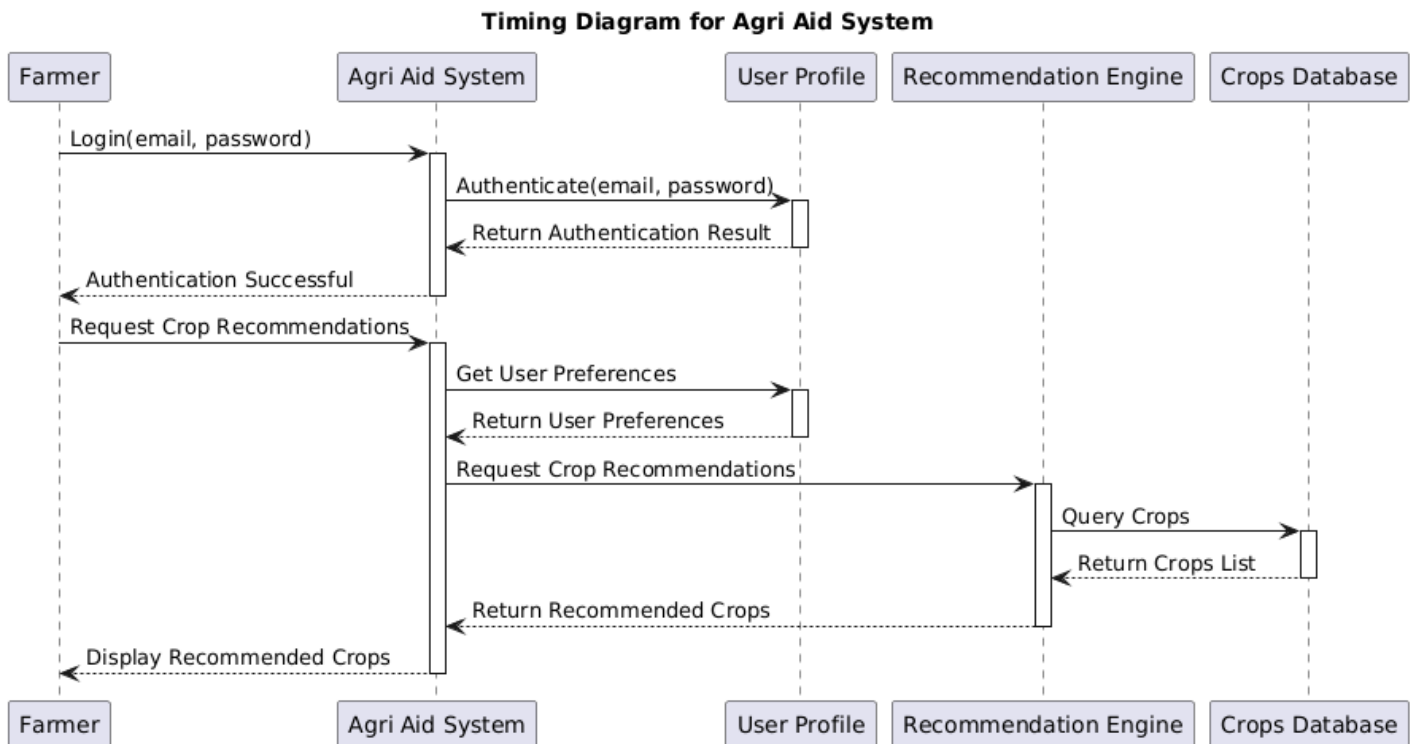 Timing Diagram for Agri Aid System
Farmer Agri Aid System User Profile Recommendation Engine Crops Database
Login(email, password)
Authenticate(email, password)
Return Authentication Result
Authentication Successful
Request Crop Recommendations
Get User Preferences
Return User Preferences
Request Crop Recommendations
Query Crops
Return Crops List
Return Recommended Crops
Display Recommended Crops
Farmer Agri Aid System User Profile Recommendation Engine Crops Database